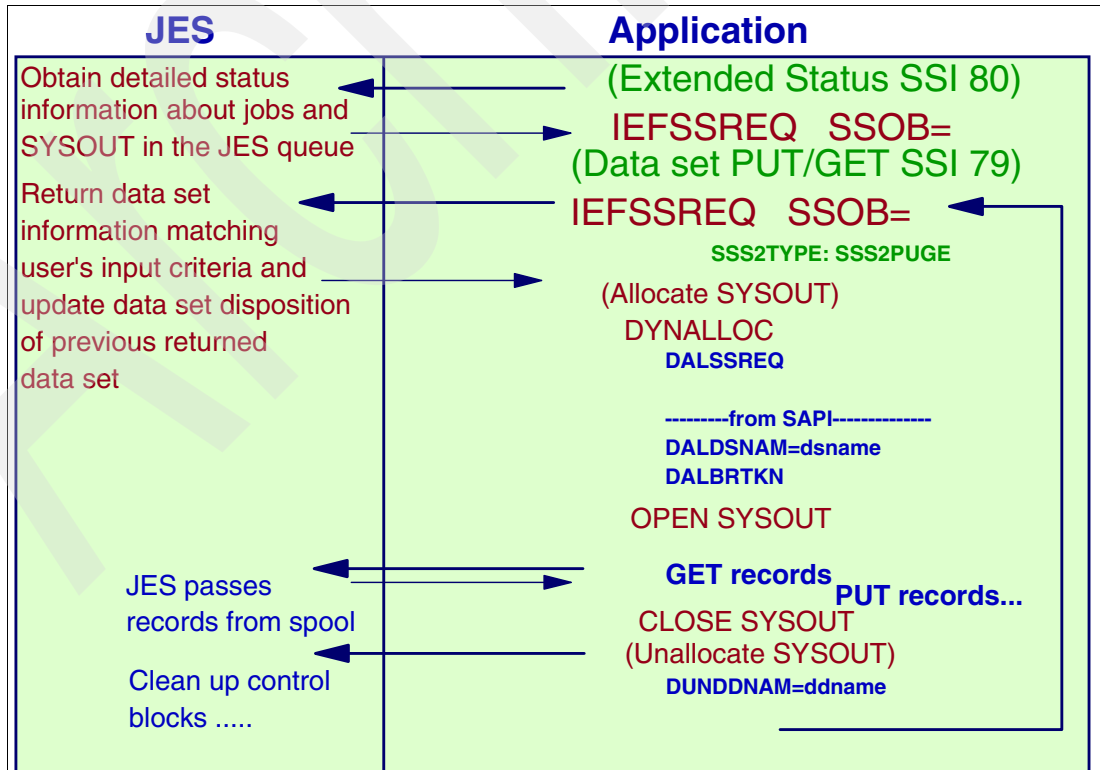 JES
Application
Obtain detailed status
information about jobs and
SYSOUT in the JES queue
Return data set
information matching
user's input criteria and
update data set disposition
of previous returned
data set
JES passes
records from spool
Clean up control
blocks .....
(Extended Status SSI 80)
IEFSSREQ SSOB=
(Data set PUT/GET SSI 79)
IEFSSREQ SSOB=
SSS2TYPE: SSS2PUGE
(Allocate SYSOUT)
DYNALLOC
DALSSREQ
---------from SAPI--------------
DALDSNAM=dsname
DALBRTKN
OPEN SYSOUT
GET records
PUT records...
CLOSE SYSOUT
(Unallocate SYSOUT)
DUNDDNAM=ddname